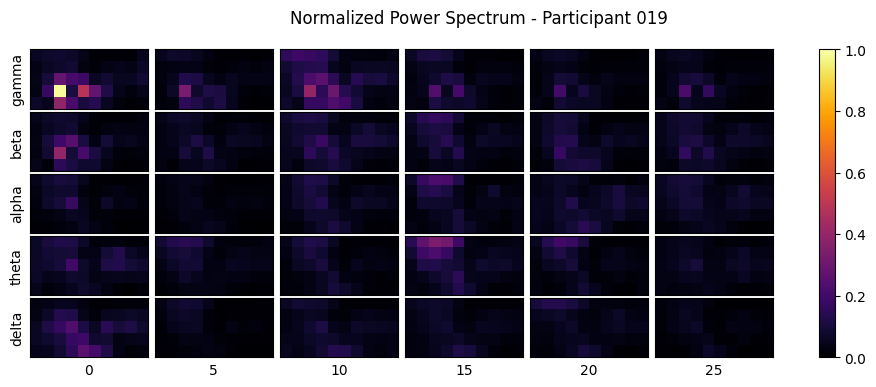 Normalized Power Spectrum - Participant 019
gamma
beta
alpha
theta
delta
0 5 10 15 20 25
1.0
0.8
0.6
0.4
0.2
0.0